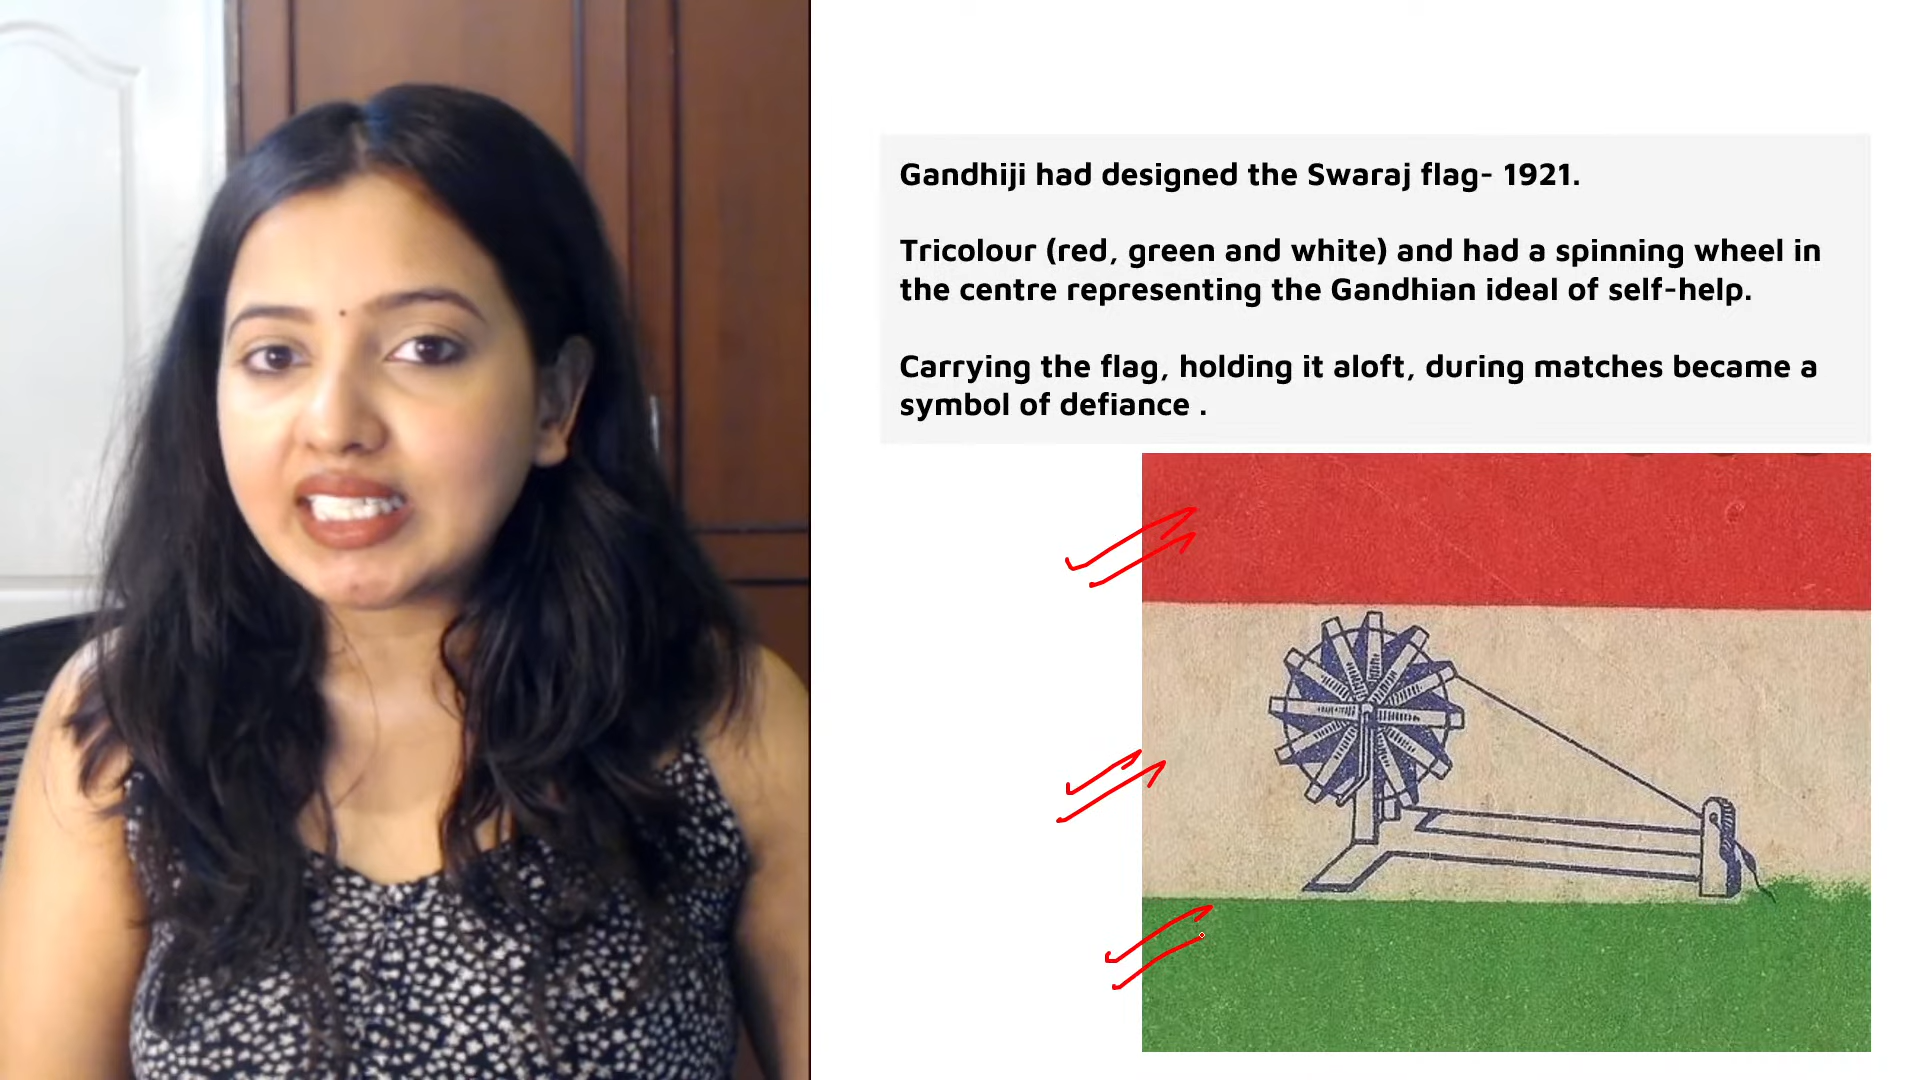 Gandhiji had designed the Swaraj flag- 1921.
Tricolour (red, green and white) and had a spinning wheel in
the centre representing the Gandhian ideal of self-help.
Carrying the flag, holding it aloft, during matches became a
symbol of defiance .